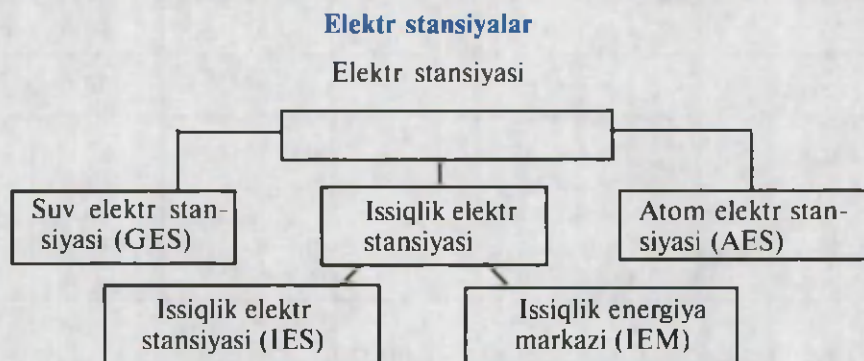 Elektr stansiyalar
Elektr stansiyasi
Suv elektr stan-
siyasi (GES)
Issiqlik elektr
stansiyasi
Atom elektr stan-
siyasi (AES)
Issiqlik elektr
stansiyasi (IES)
Issiqlik energiya
markazi (IEM)